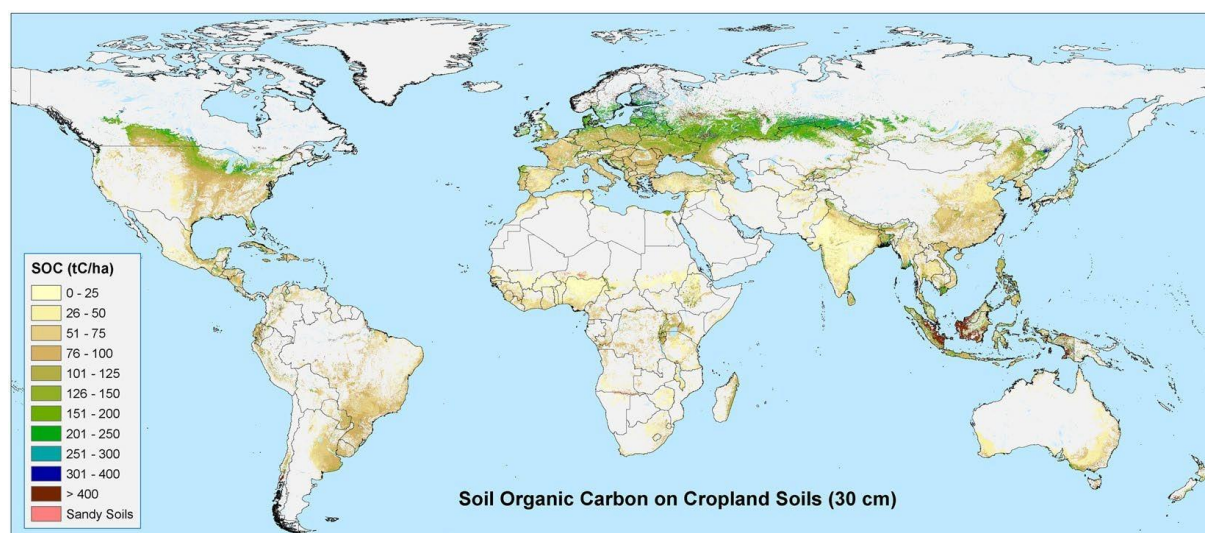 SOC (tC/ha)
0 - 25
26 - 50
51 - 75
76 - 100
101 - 125
126 - 150
151 - 200
201 - 250
251 - 300
301 - 400
> 400
Sandy Soils
Soil Organic Carbon on Cropland Soils (30 cm)